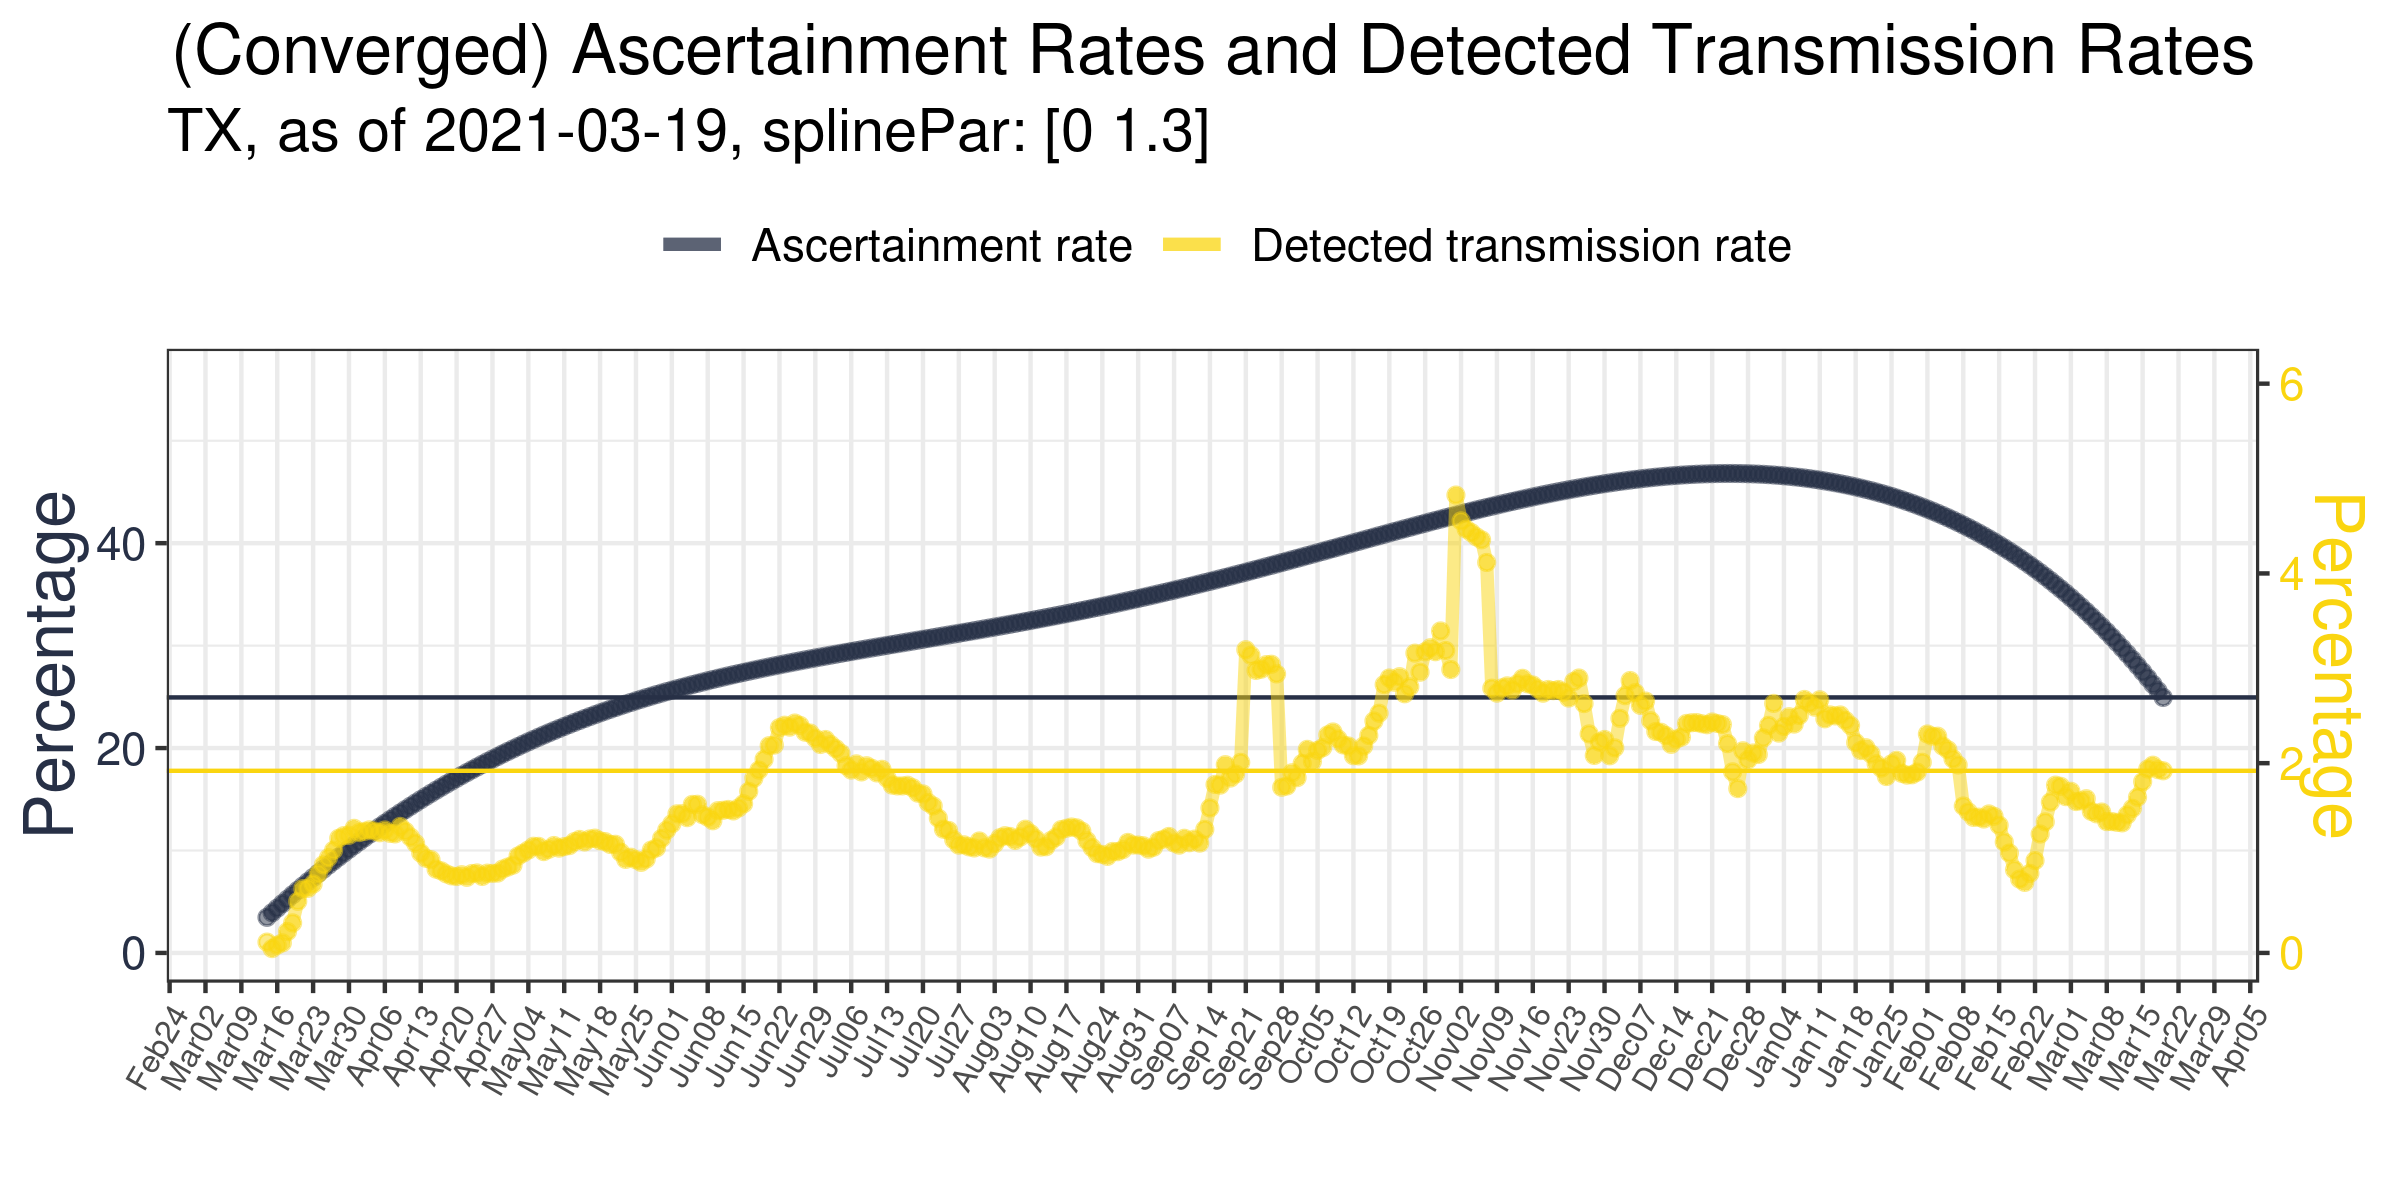 (Converged) Ascertainment Rates and Detected Transmission Rates
TX, as of 2021-03-19, splinePar: [0 1.3]
Ascertainment rate
Detected transmission rate
Percentage
40
20
0
6
4
2
0
Percentage
Feb24
Mar02
Mar09
Mar16
Mar23
Mar30
Apr06
Apr13
Apr20
Apr27
May04
May11
May18
May25
Jun01
Jun08
Jun15
Jun22
Jun29
Jul06
Jul13
Jul20
Jul27
Aug03
Aug10
Aug17
Aug24
Aug31
Sep07
Sep14
Sep21
Sep28
Oct05
Oct12
Oct19
Oct26
Nov02
Nov09
Nov16
Nov23
Nov30
Dec07
Dec14
Dec21
Dec28
Jan04
Jan11
Jan18
Jan25
Feb01
Feb08
Feb15
Feb22
Mar01
Mar08
Mar15
Mar22
Mar29
Apr05